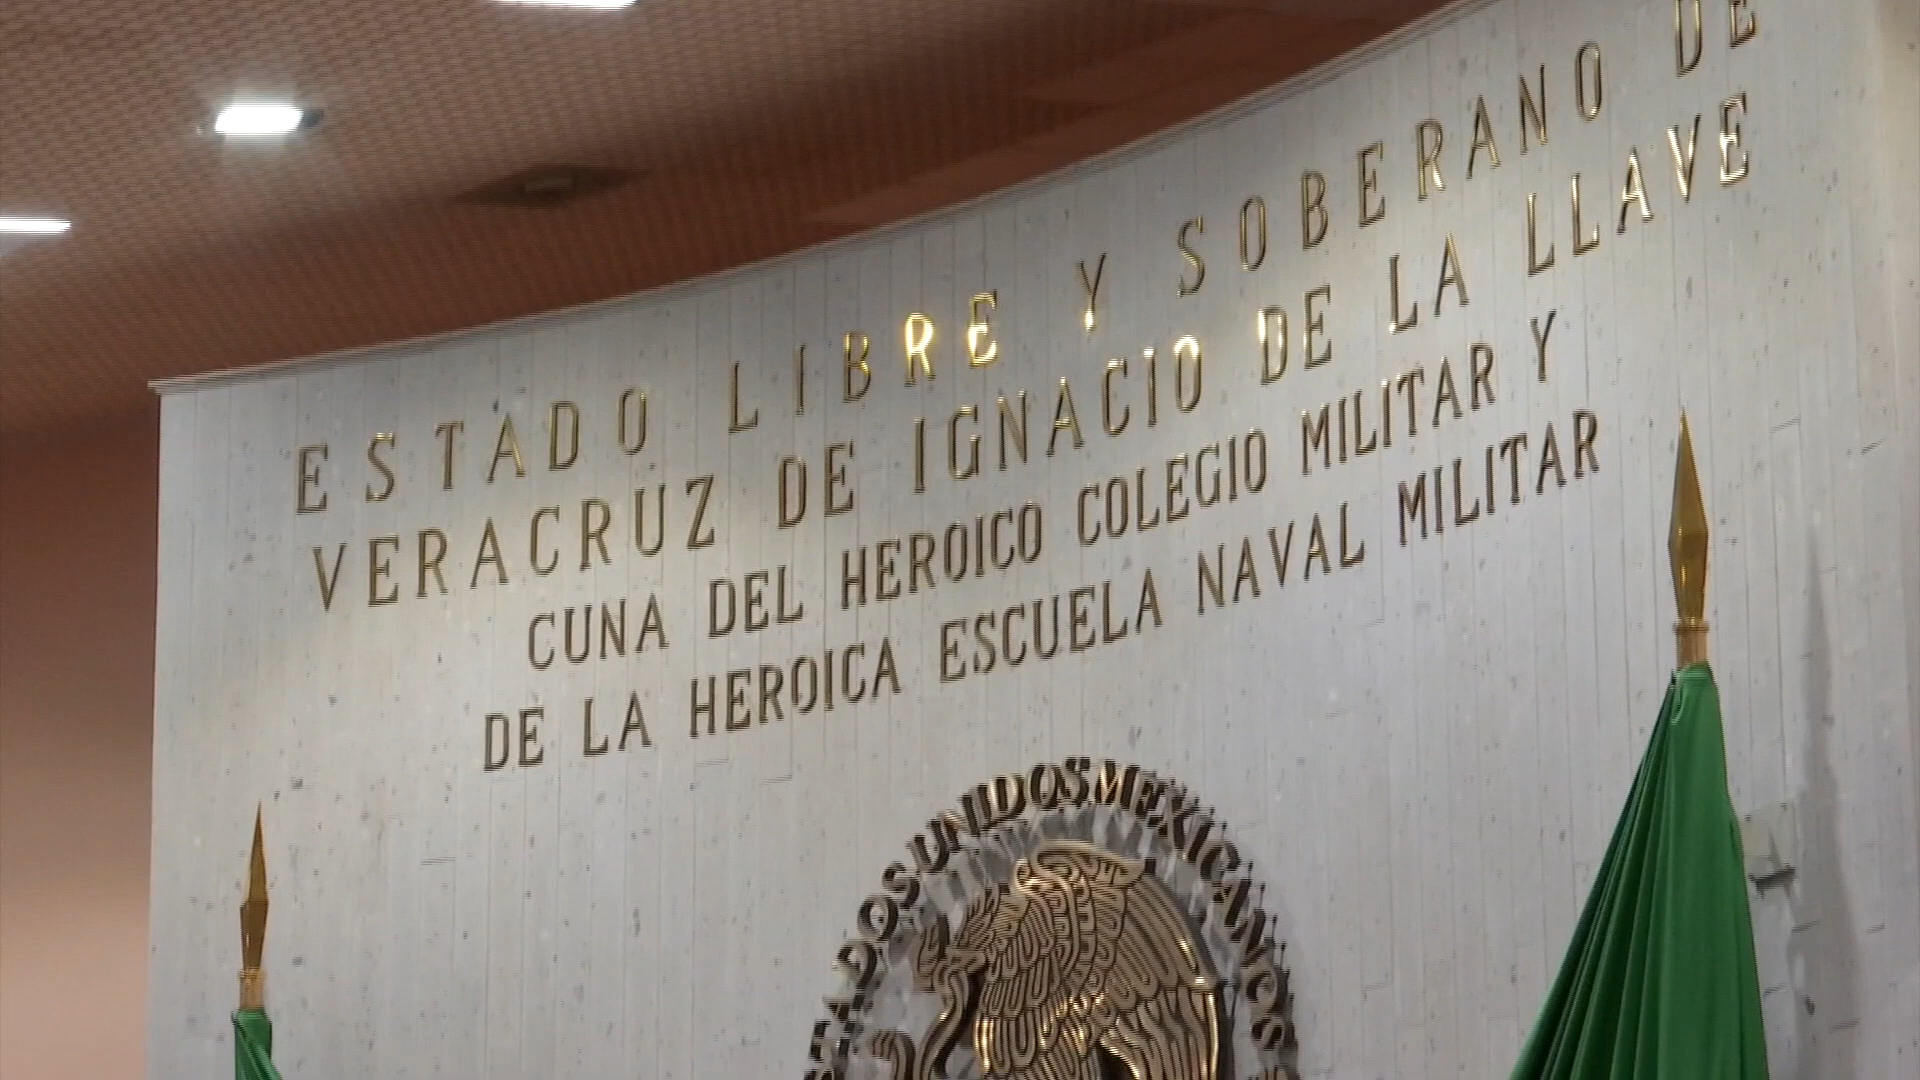 ESTADO LIBRE Y SOBERANO DE
VERACRUZ DE IGNACIO DE LA LLAVE
CUNA DEL HEROICO COLEGIO MILITAR Y
DE LA HEROICA ESCUELA NAVAL MILITAR
ESTADOS UNIDOS MEXICANOS